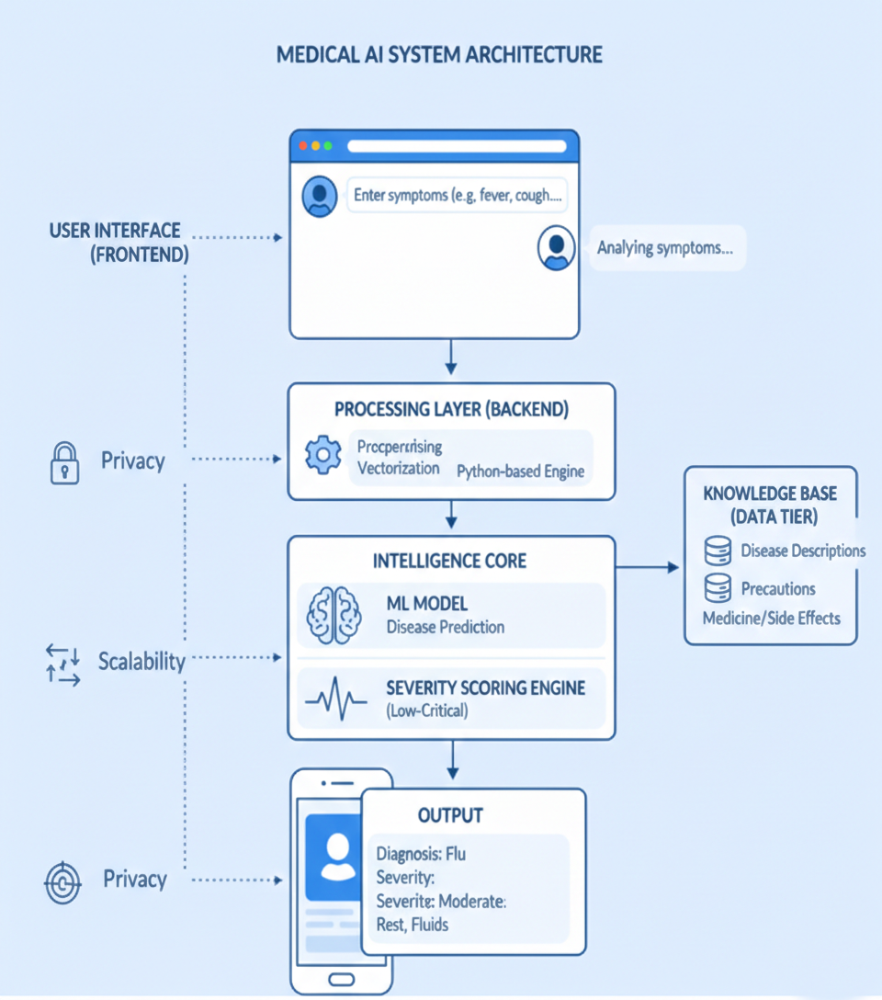 MEDICAL AI SYSTEM ARCHITECTURE
Enter symptoms (e.g, fever, cough....
USER INTERFACE
(FRONTEND)
Analying symptoms...
PROCESSING LAYER (BACKEND)
Vectorization
Python-based Engine
Privacy
KNOWLEDGE BASE
(DATA TIER)
Disease Descriptions
Precautions
Medicine/Side Effects
INTELLIGENCE CORE
ML MODEL
Disease Prediction
Scalability
SEVERITY SCORING ENGINE
(Low-Critical)
OUTPUT
Diagnosis: Flu
Severity:
Severite: Moderate:
Rest, Fluids
Privacy